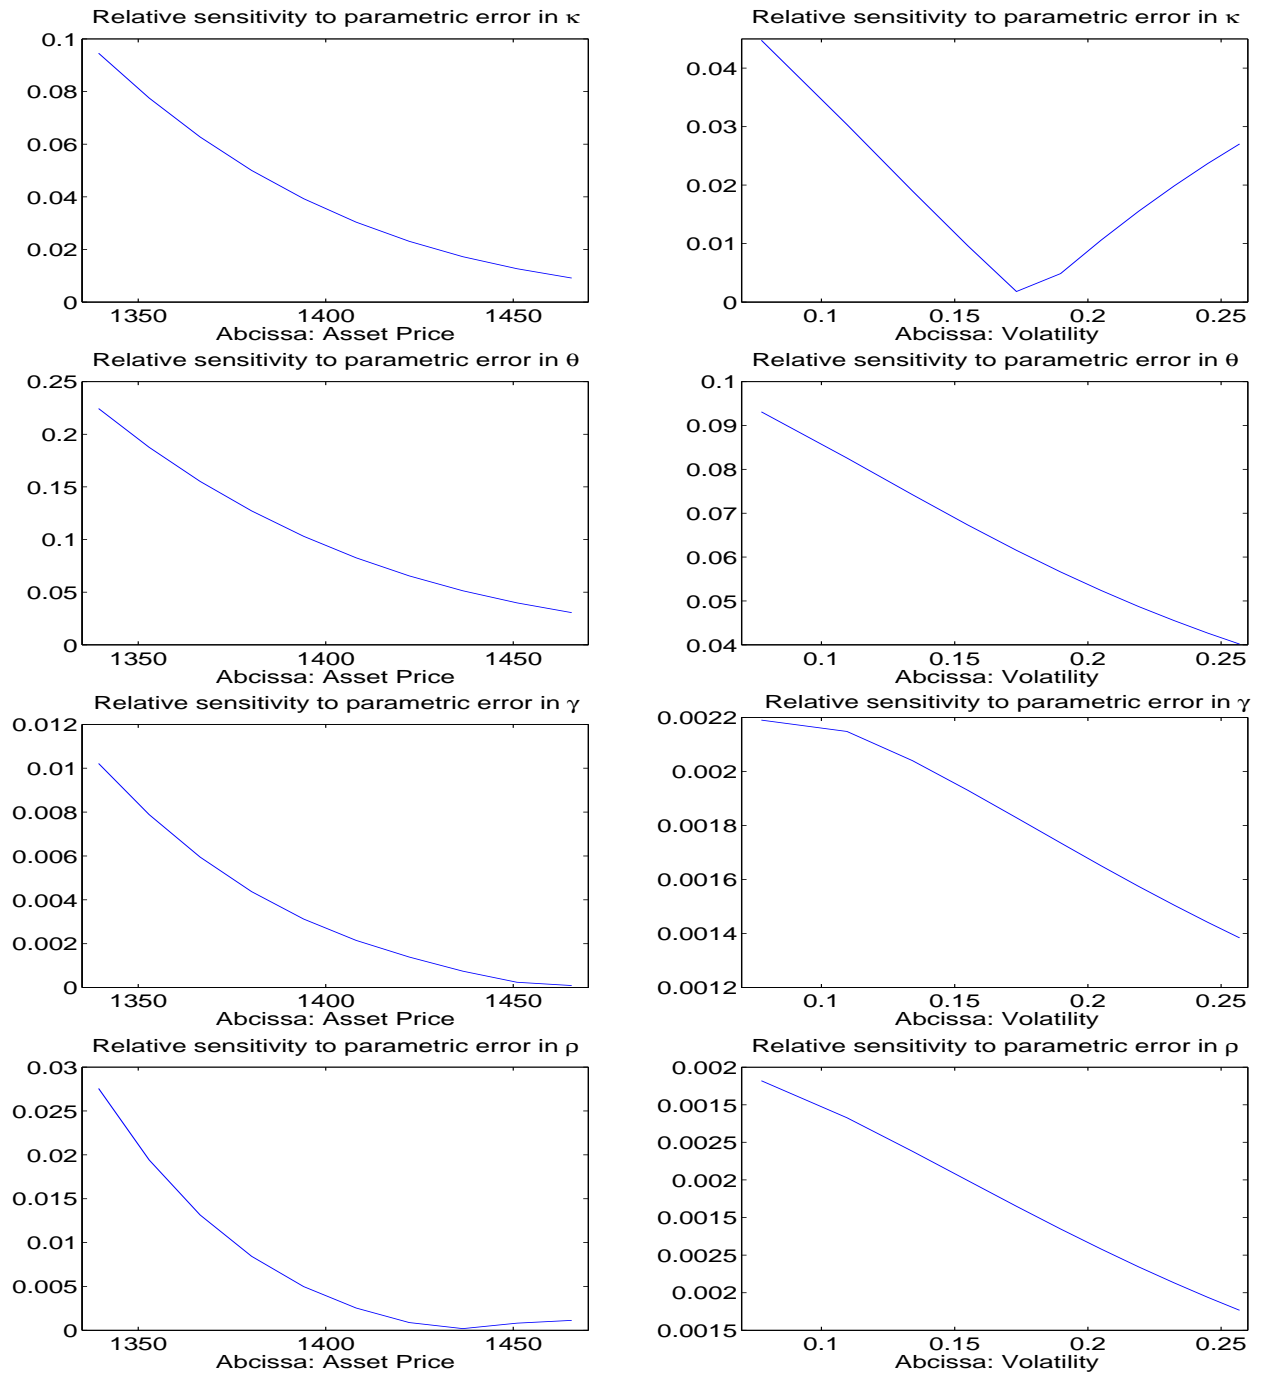 Relative sensitivity to parametric error in κ
0.1
0.08
0.06
0.04
0.02
0
1350 1400 1450
Abcissa: Asset Price
Relative sensitivity to parametric error in κ
0.04
0.03
0.02
0.01
0
0.1 0.15 0.2 0.25
Abcissa: Volatility
Relative sensitivity to parametric error in θ
0.25
0.2
0.15
0.1
0.05
0
1350 1400 1450
Abcissa: Asset Price
Relative sensitivity to parametric error in θ
0.1
0.09
0.08
0.07
0.06
0.05
0.04
0.1 0.15 0.2 0.25
Abcissa: Volatility
Relative sensitivity to parametric error in γ
0.012
0.01
0.008
0.006
0.004
0.002
0
1350 1400 1450
Abcissa: Asset Price
Relative sensitivity to parametric error in γ
0.0022
0.002
0.0018
0.0016
0.0014
0.0012
0.1 0.15 0.2 0.25
Abcissa: Volatility
Relative sensitivity to parametric error in ρ
0.03
0.025
0.02
0.015
0.01
0.005
0
1350 1400 1450
Abcissa: Asset Price
Relative sensitivity to parametric error in ρ
0.002
0.0015
0.0025
0.002
0.0015
0.0025
0.002
0.0015
0.1 0.15 0.2 0.25
Abcissa: Volatility